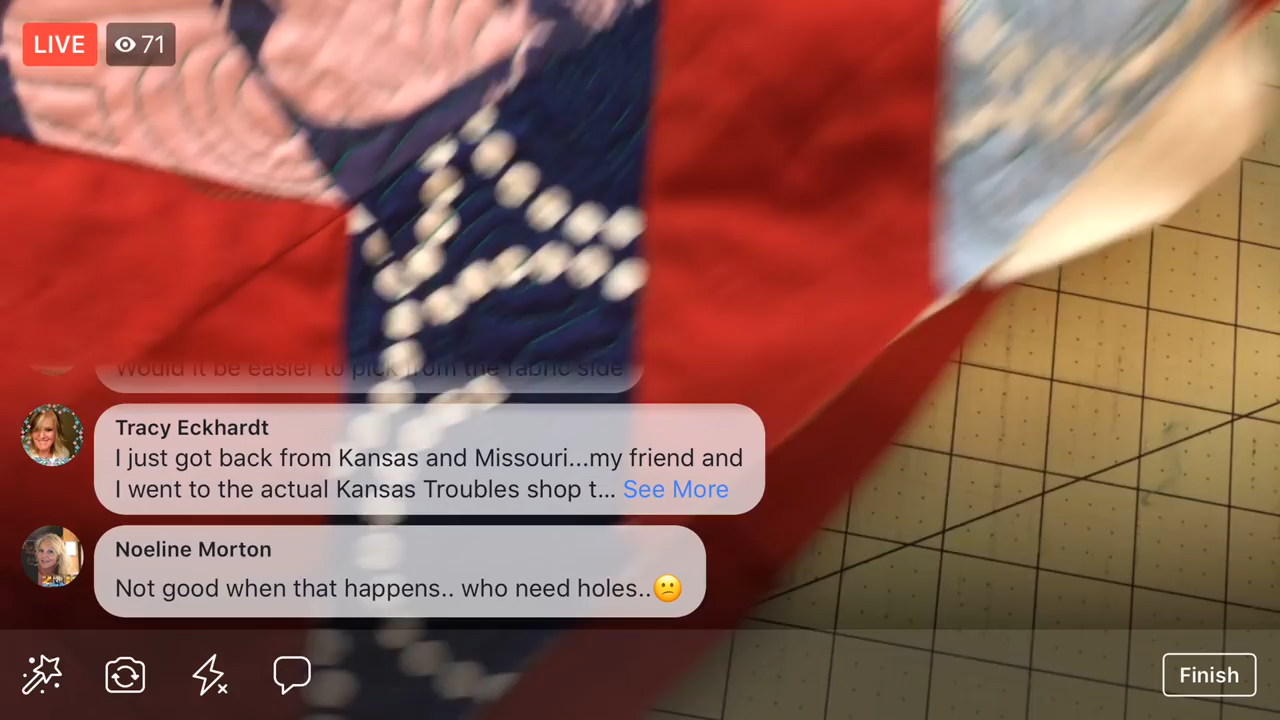 LIVE 71
Would it be easier to pick from the fabric side
Tracy Eckhardt
I just got back from Kansas and Missouri...my friend and
I went to the actual Kansas Troubles shop t... See More
Noeline Morton
Not good when that happens.. who need holes..😕
Finish